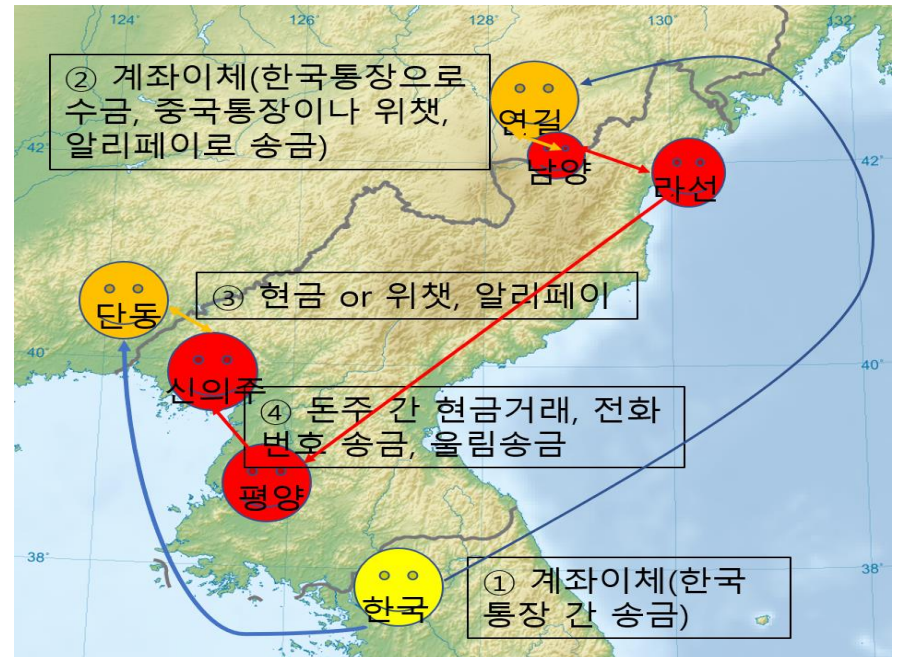 124°
126°
128°
130°
132°
② 계좌이체(한국통장으로
수금, 중국통장이나 위챗,
알리페이로 송금)
연길
42°
남양
42°
라선
③ 현금 or 위챗, 알리페이
단동
40°
40°
신의주
④ 돈주 간 현금거래, 전화
번호 송금, 울림송금
평양
38°
38°
① 계좌이체(한국
통장 간 송금)
한국